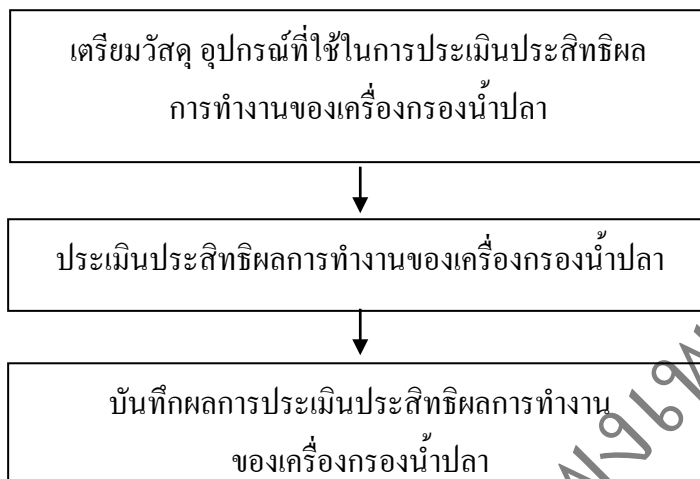 เตรียมวัสดุ อุปกรณ์ที่ใช้ในการประเมินประสิทธิผล
การทำงานของเครื่องกรองน้ำปลา
ประเมินประสิทธิผลการทำงานของเครื่องกรองน้ำปลา
บันทึกผลการประเมินประสิทธิผลการทำงาน
ของเครื่องกรองน้ำปลา